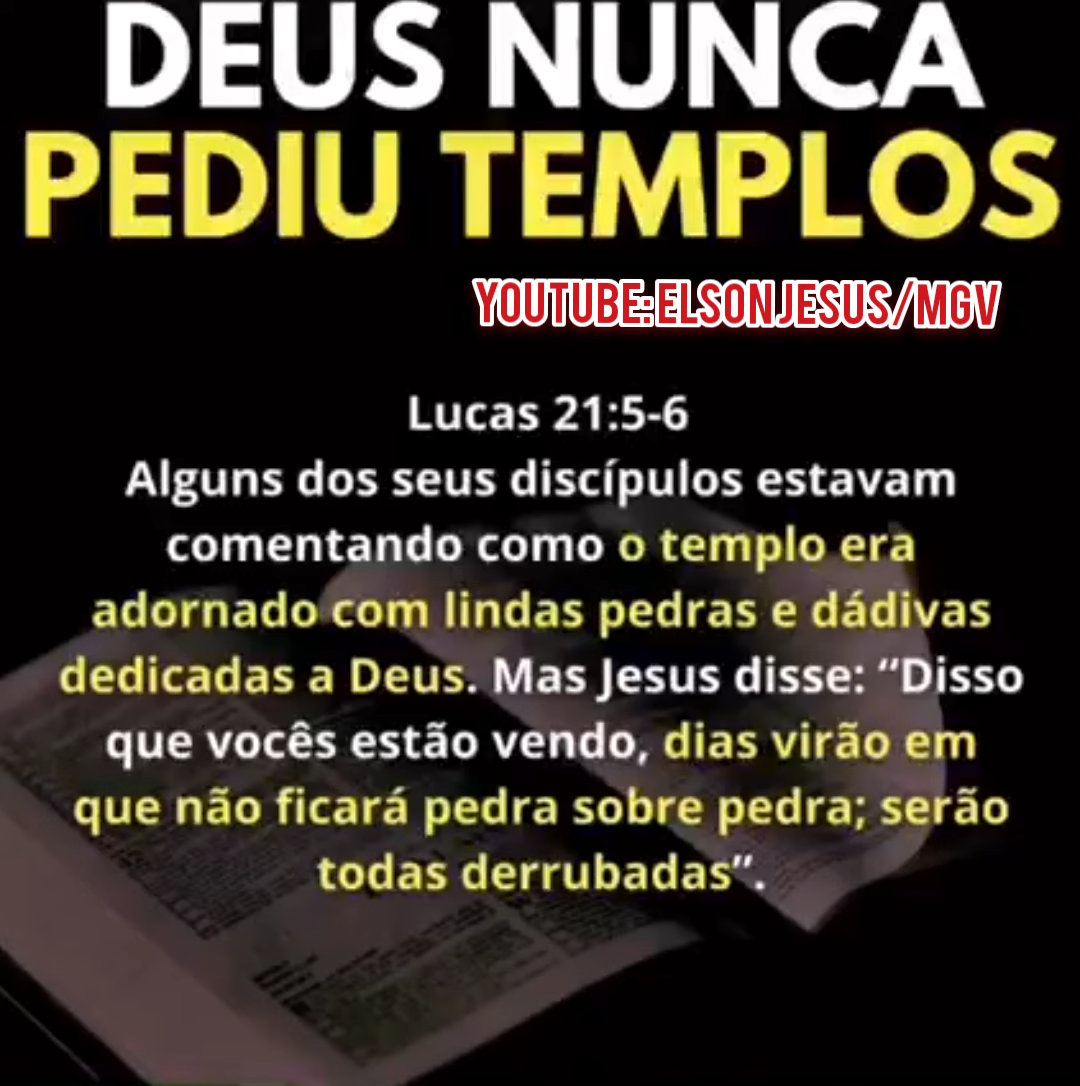 DEUS NUNCA
PEDIU TEMPLOS
YOUTUBE:ELSONJESUS/MGV
Lucas 21:5-6
Alguns dos seus discípulos estavam
comentando como o templo era
adornado com lindas pedras e dádivas
dedicadas a Deus. Mas Jesus disse: “Disso
que vocês estão vendo, dias virão em
que não ficará pedra sobre pedra; serão
todas derrubadas”.